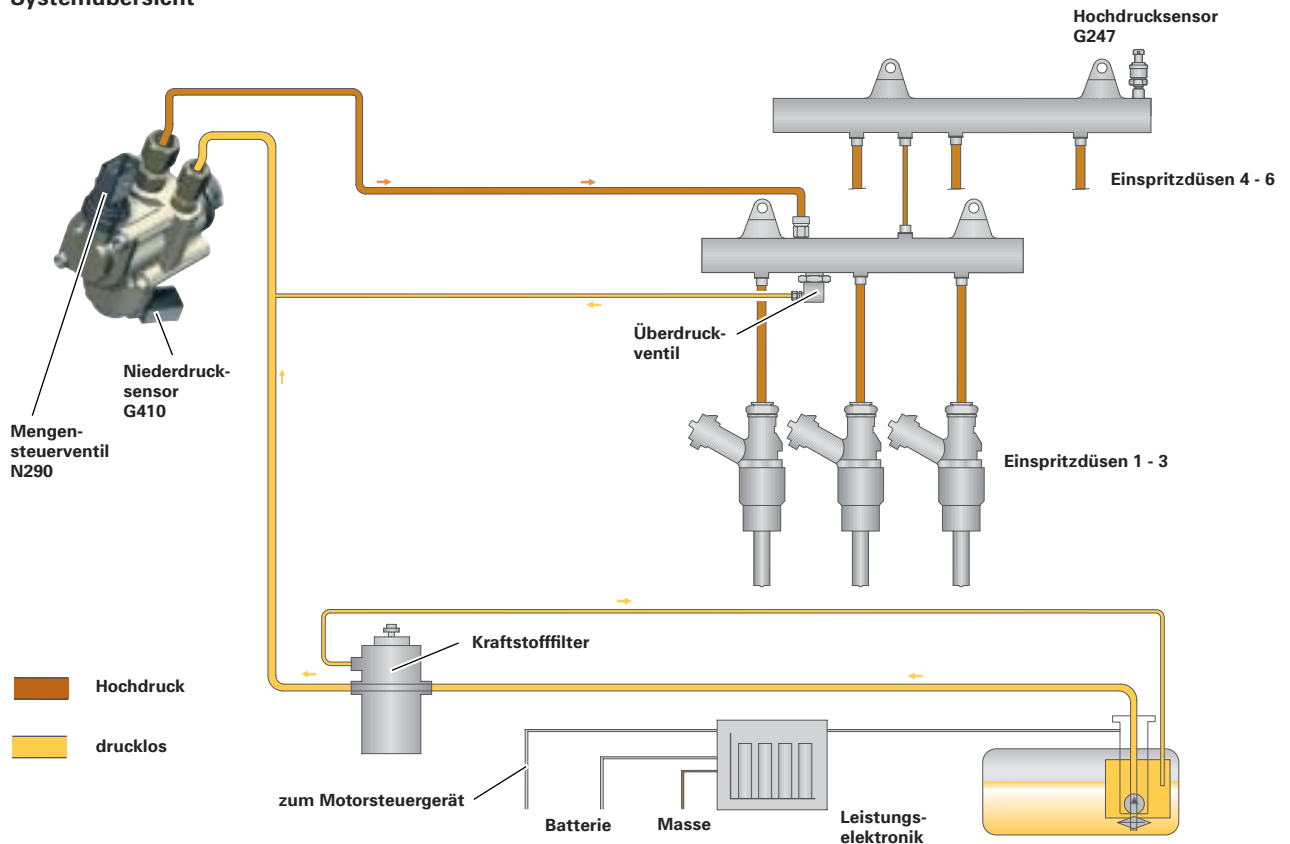 Systemübersicht
Hochdrucksensor
G247
Einspritzdüsen 4 - 6
Überdruck-
ventil
Niederdruck-
sensor
G410
Mengen-
steuerventil
N290
Einspritzdüsen 1 - 3
Kraftstofffilter
Hochdruck
drucklos
zum Motorsteuergerät
Batterie
Masse
Leistungs-
elektronik